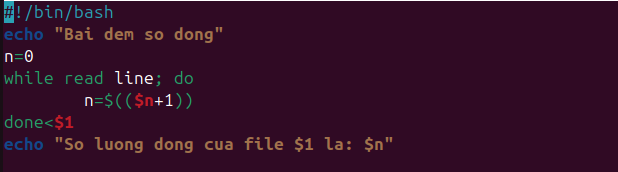 #!/bin/bash
echo "Bai dem so dong"
n=0
while read line; do
        n=$(($n+1))
done<$1
echo "So luong dong cua file $1 la: $n"